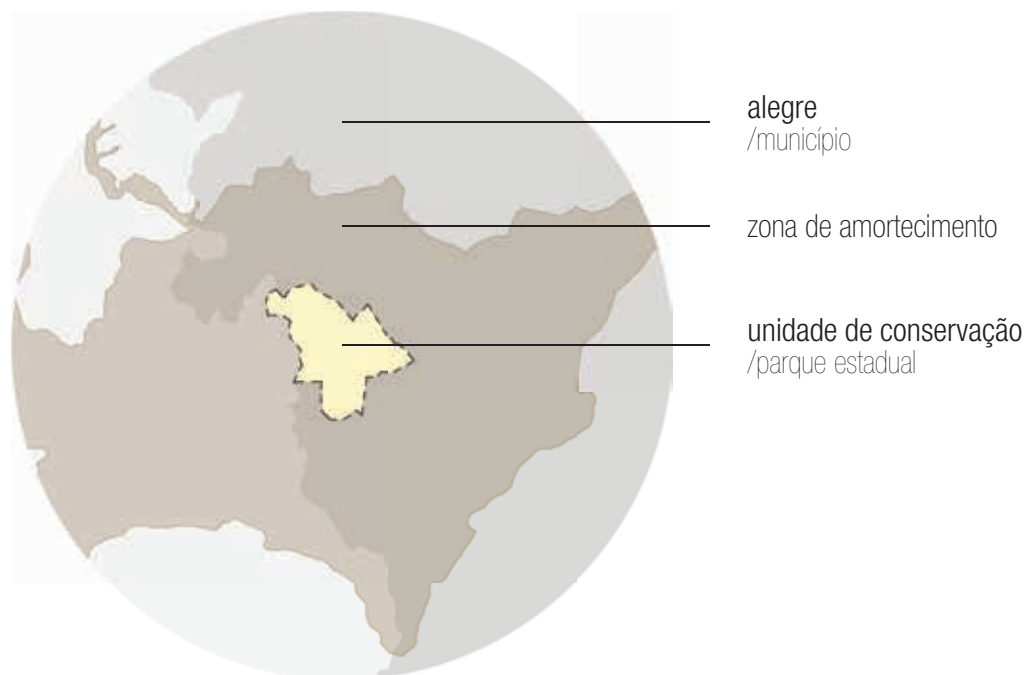 alegre
/município
zona de amortecimento
unidade de conservação
/parque estadual